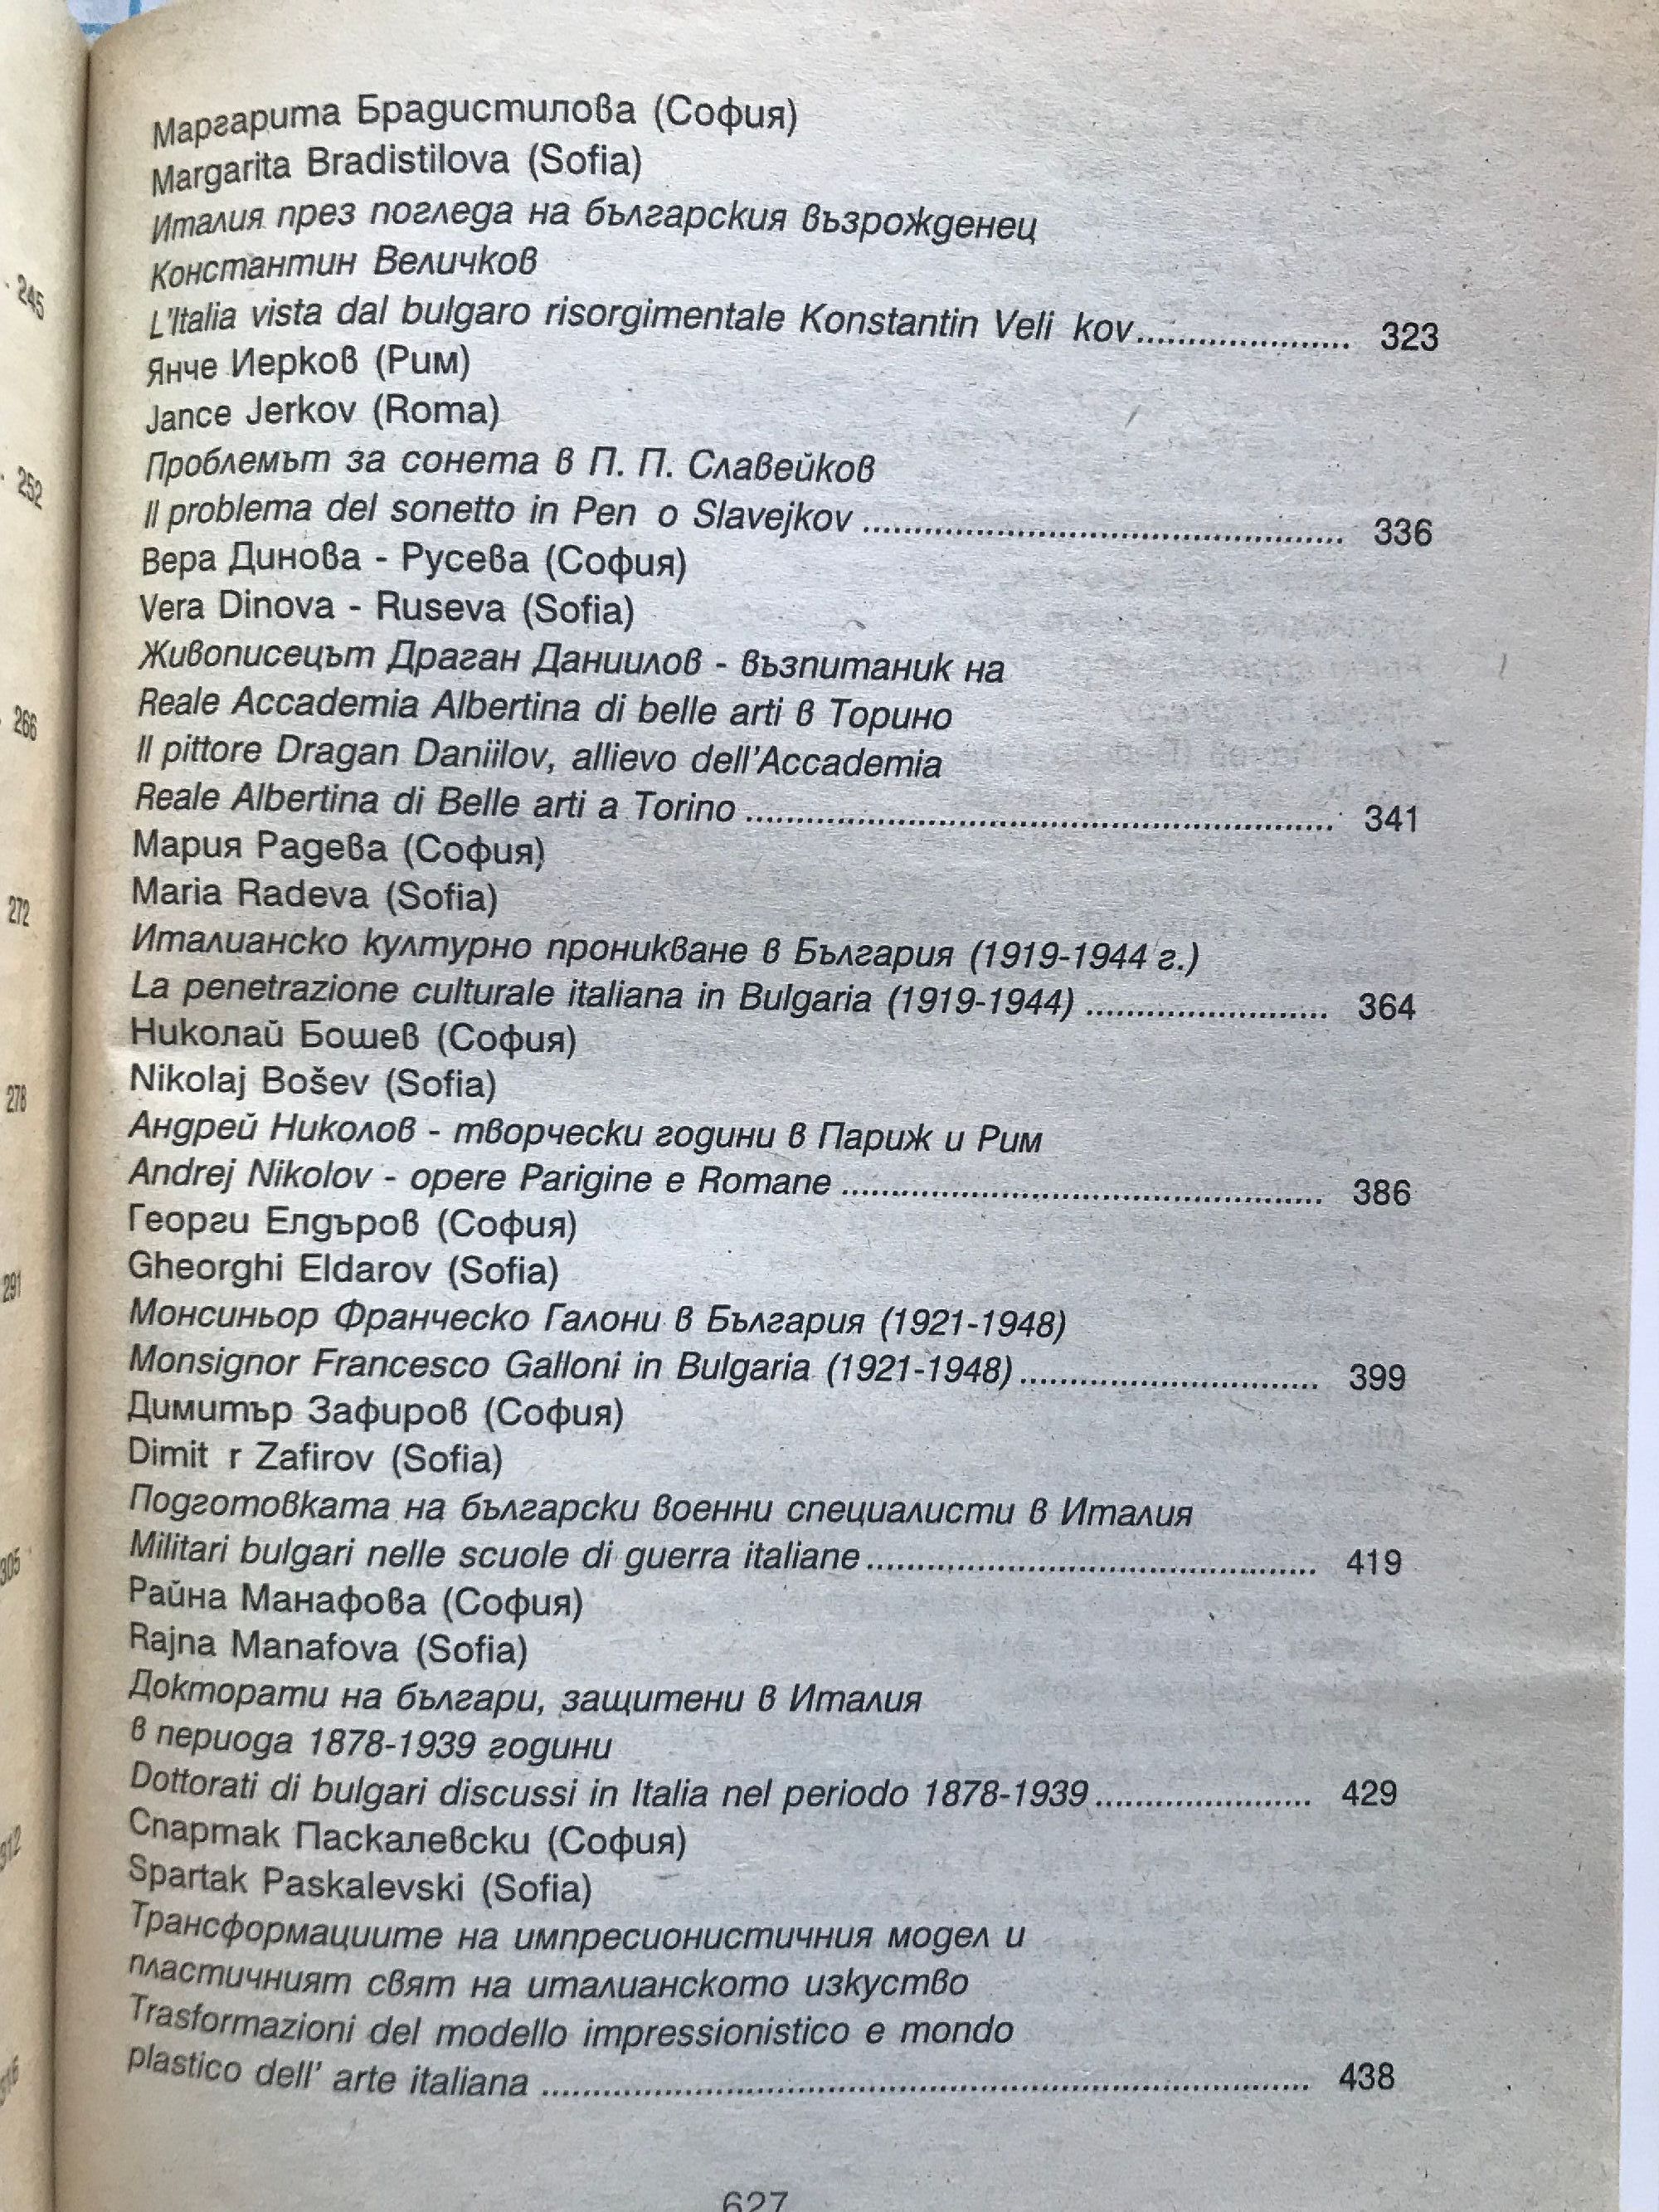 Маргарита Брадистилова (София)
Margarita Bradistilova (Sofia)
Италия през погледа на българския възрожденец
Константин Величков
L'Italia vista dal bulgaro risorgimentale Konstantin Veli kov..................... 323
Янче Иерков (Рим)
Jance Jerkov (Roma)
Проблемът за сонета в П. П. Славейков
Il problema del sonetto in Pen o Slavejkov ................................................ 336
Вера Динова - Русева (София)
Vera Dinova - Ruseva (Sofia)
Живописецът Драган Даниилов - възпитаник на
Reale Accademia Albertina di belle arti в Торино
Il pittore Dragan Daniilov, allievo dell'Accademia
Reale Albertina di Belle arti a Torino ........................................................... 341
Мария Радева (София)
Maria Radeva (Sofia)
Италианско културно проникване в България (1919-1944 г.)
La penetrazione culturale italiana in Bulgaria (1919-1944) ........................ 364
Николай Бошев (София)
Nikolaj Bošev (Sofia)
Андрей Николов - творчески години в Париж и Рим
Andrej Nikolov - opere Parigine e Romane ................................................ 386
Георги Елдъров (София)
Gheorghi Eldarov (Sofia)
Монсиньор Франческо Галони в България (1921-1948)
Monsignor Francesco Galloni in Bulgaria (1921-1948).............................. 399
Димитър Зафиров (София)
Dimit r Zafirov (Sofia)
Подготовката на български военни специалисти в Италия
Militari bulgari nelle scuole di guerra italiane............................................. 419
Райна Манафова (София)
Rajna Manafova (Sofia)
Докторати на българи, защитени в Италия
в периода 1878-1939 години
Dottorati di bulgari discussi in Italia nel periodo 1878-1939...................... 429
Спартак Паскалевски (София)
Spartak Paskalevski (Sofia)
Трансформациите на импресионистичния модел и
пластичният свят на италианското изкуство
Trasformazioni del modello impressionistico e mondo
plastico dell' arte italiana ............................................................................. 438
627
245
252
266
272
278
291
305
312